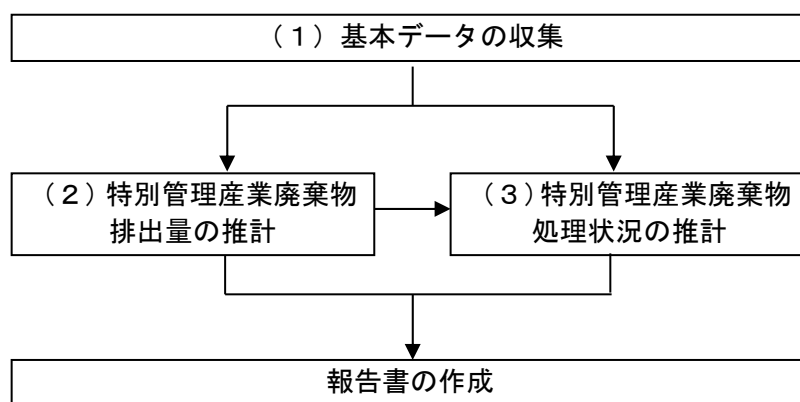 （１）基本データの収集
（２）特別管理産業廃棄物
排出量の推計
（３）特別管理産業廃棄物
処理状況の推計
報告書の作成